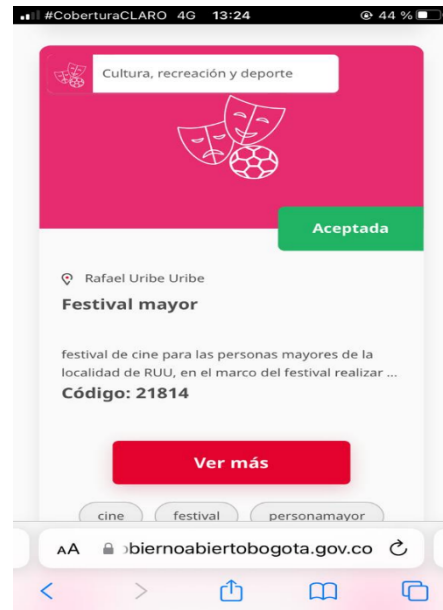 #CoberturaCLARO 4G 13:24 44 %
Cultura, recreación y deporte
Aceptada
Rafael Uribe Uribe
Festival mayor
festival de cine para las personas mayores de la
localidad de RUU, en el marco del festival realizar ...
Código: 21814
Ver más
cine festival personamayor
AA obiernoabiertobogota.gov.co